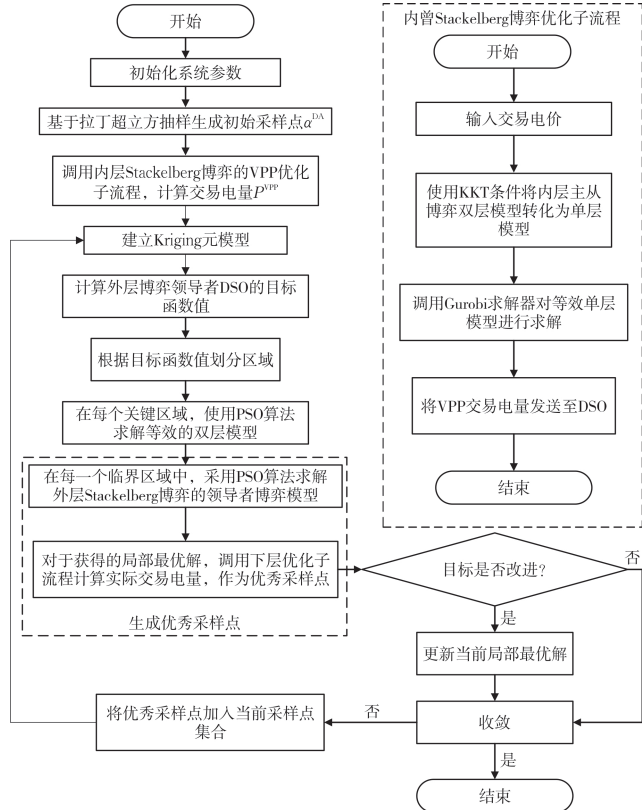 开始
初始化系统参数
基于拉丁超立方抽样生成初始采样点α^DA
调用内层Stackelberg博弈的VPP优化
子流程，计算交易电量P^VPP
建立Kriging元模型
计算外层博弈领导者DSO的目标
函数值
根据目标函数值划分区域
在每个关键区域，使用PSO算法
求解等效的双层模型
在每一个临界区域中，采用PSO算法求解
外层Stackelberg博弈的领导者博弈模型
对于获得的局部最优解，调用下层优化子
流程计算实际交易电量，作为优秀采样点
生成优秀采样点
内曾Stackelberg博弈优化子流程
开始
输入交易电价
使用KKT条件将内层主从
博弈双层模型转化为单层
模型
调用Gurobi求解器对等效单层
模型进行求解
将VPP交易电量发送至DSO
结束
目标是否改进？
否
是
更新当前局部最优解
收敛
否
将优秀采样点加入当前采样点
集合
是
结束